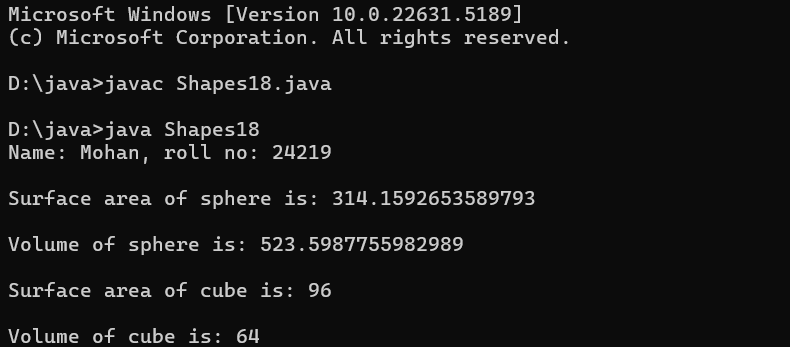 Microsoft Windows [Version 10.0.22631.5189]
(c) Microsoft Corporation. All rights reserved.
D:\java>javac Shapes18.java
D:\java>java Shapes18
Name: Mohan, roll no: 24219
Surface area of sphere is: 314.1592653589793
Volume of sphere is: 523.5987755982989
Surface area of cube is: 96
Volume of cube is: 64